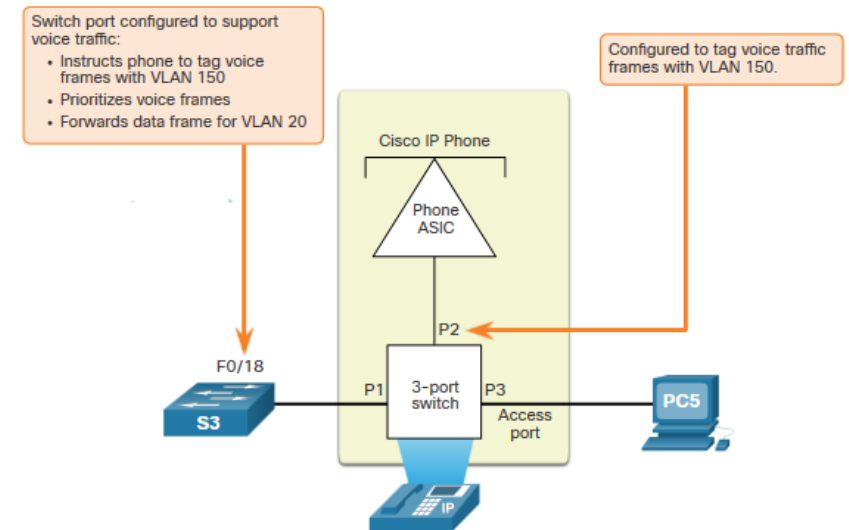 Switch port configured to support
voice traffic:
• Instructs phone to tag voice
frames with VLAN 150
• Prioritizes voice frames
• Forwards data frame for VLAN 20
Configured to tag voice traffic
frames with VLAN 150.
Cisco IP Phone
Phone
ASIC
P2
F0/18
P1
3-port
switch
P3
Access
port
S3
PC5
IP